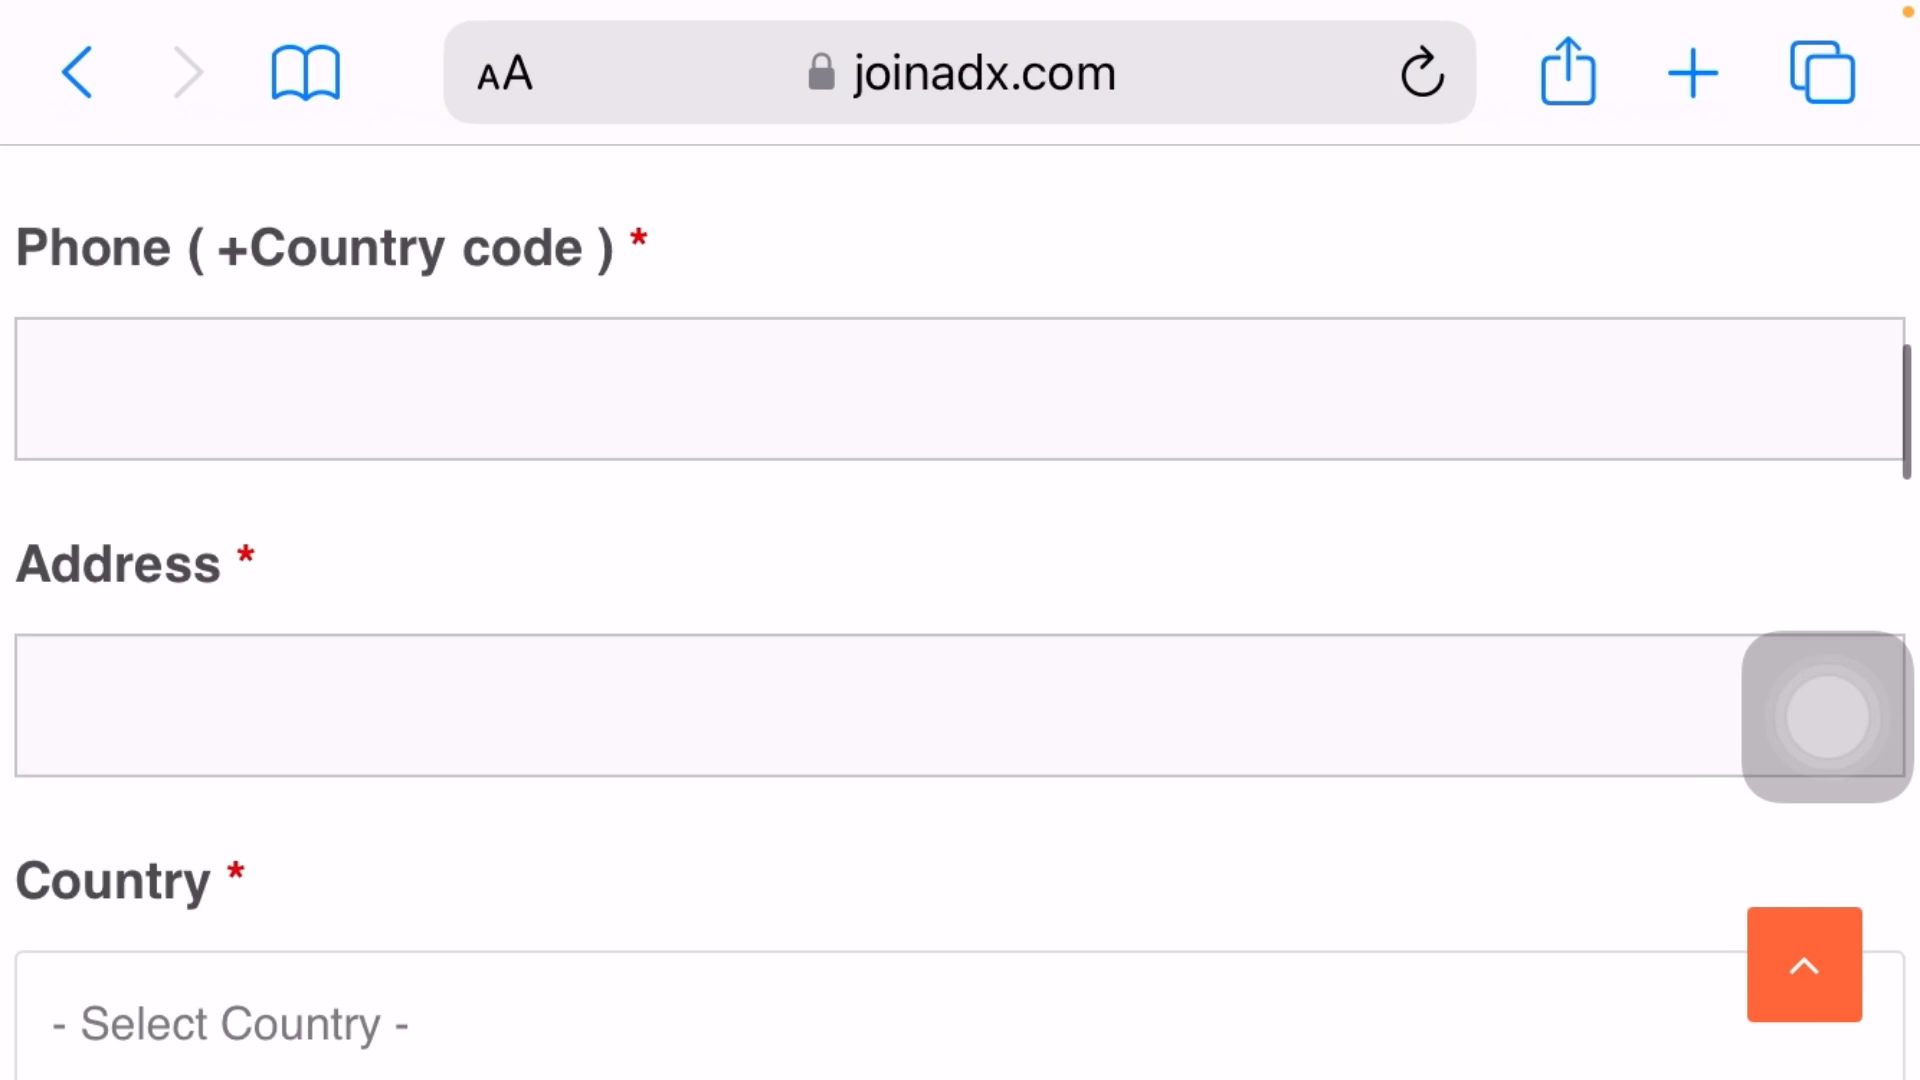 AA
joinadx.com
Phone ( +Country code ) *
Address *
Country *
- Select Country -